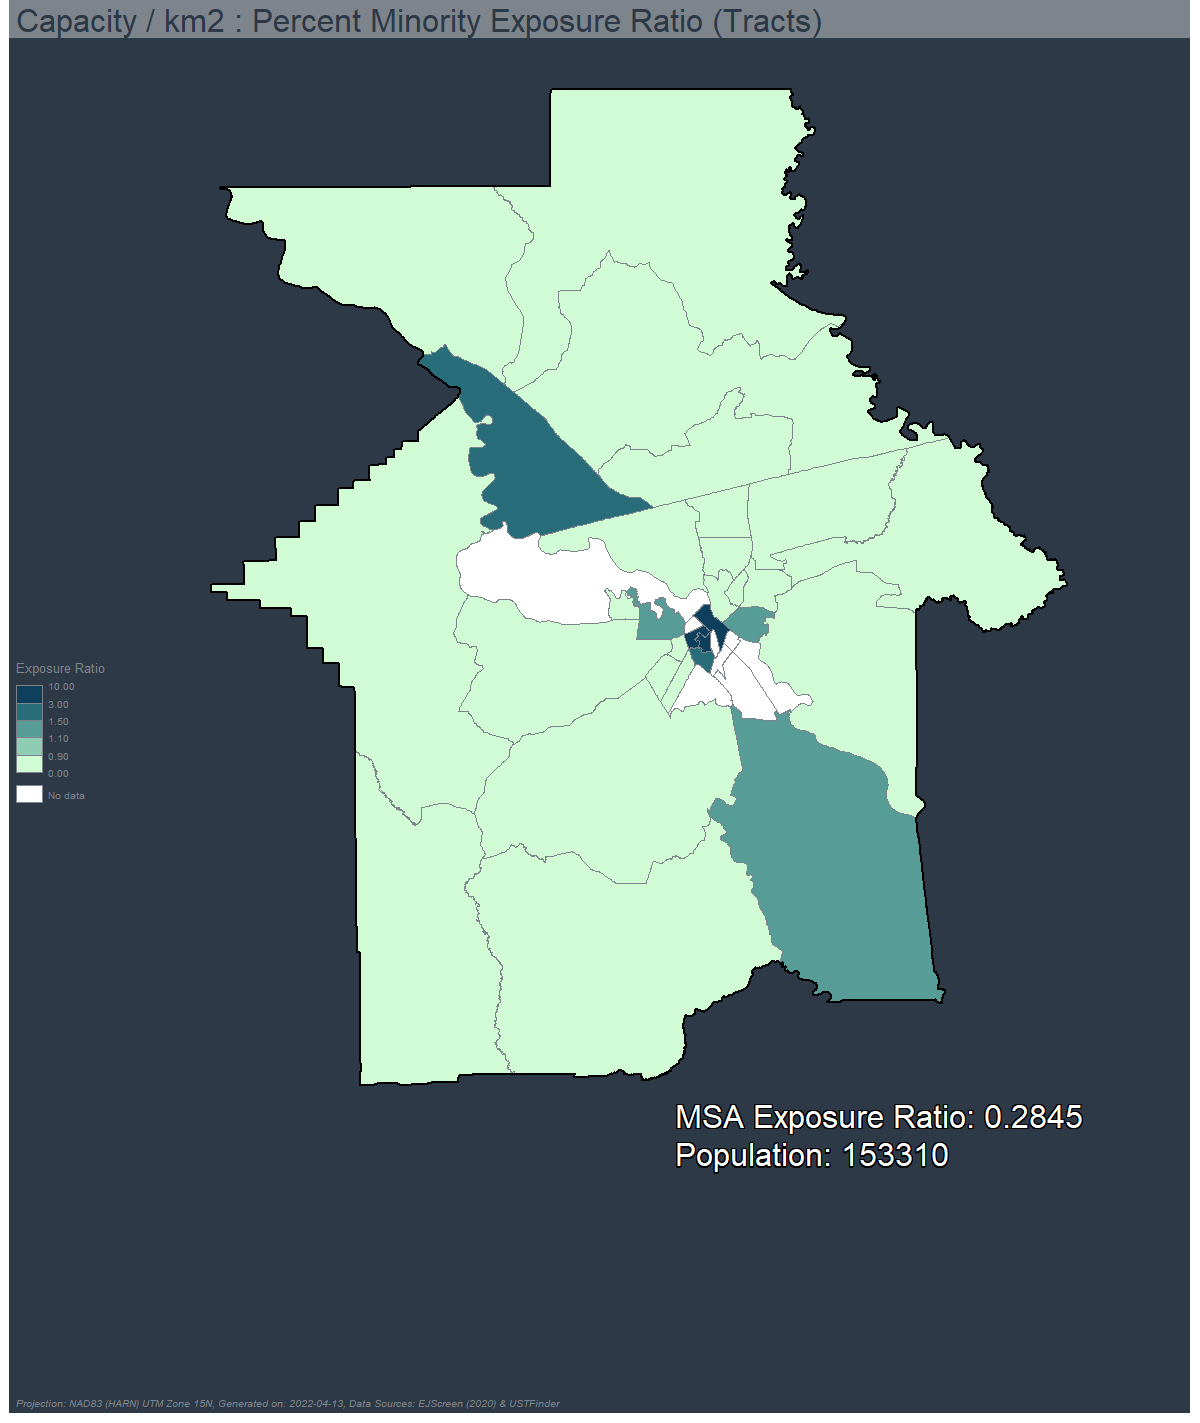 Capacity / km2 : Percent Minority Exposure Ratio (Tracts)
Exposure Ratio
10.00
3.00
1.50
1.10
0.90
0.00
No data
MSA Exposure Ratio: 0.2845
Population: 153310
Projection: NAD83 (HARN) UTM Zone 15N, Generated on: 2022-04-13, Data Sources: EJScreen (2020) & USTFinder